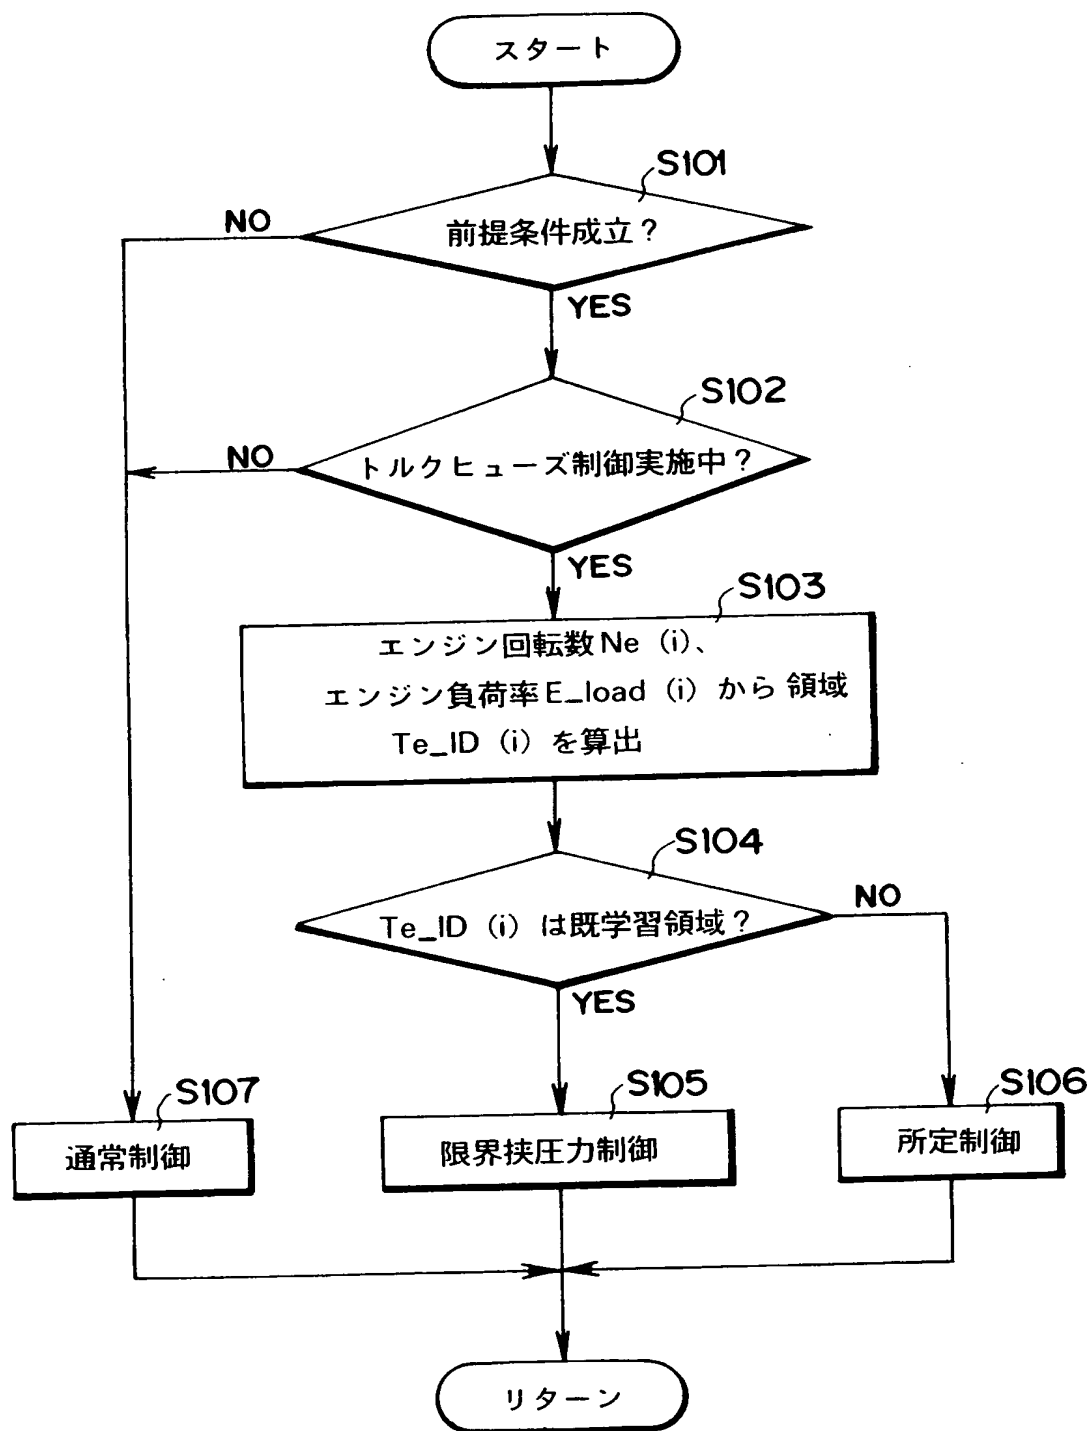 スタート
S101
NO
前提条件成立?
YES
S102
NO
トルクヒューズ制御実施中?
YES
S103
エンジン回転数Ne (i)、
エンジン負荷率E_load (i) から 領域
Te_ID (i) を算出
S104
NO
Te_ID (i) は既学習領域?
YES
S107
S105
S106
通常制御
限界挟圧力制御
所定制御
リターン